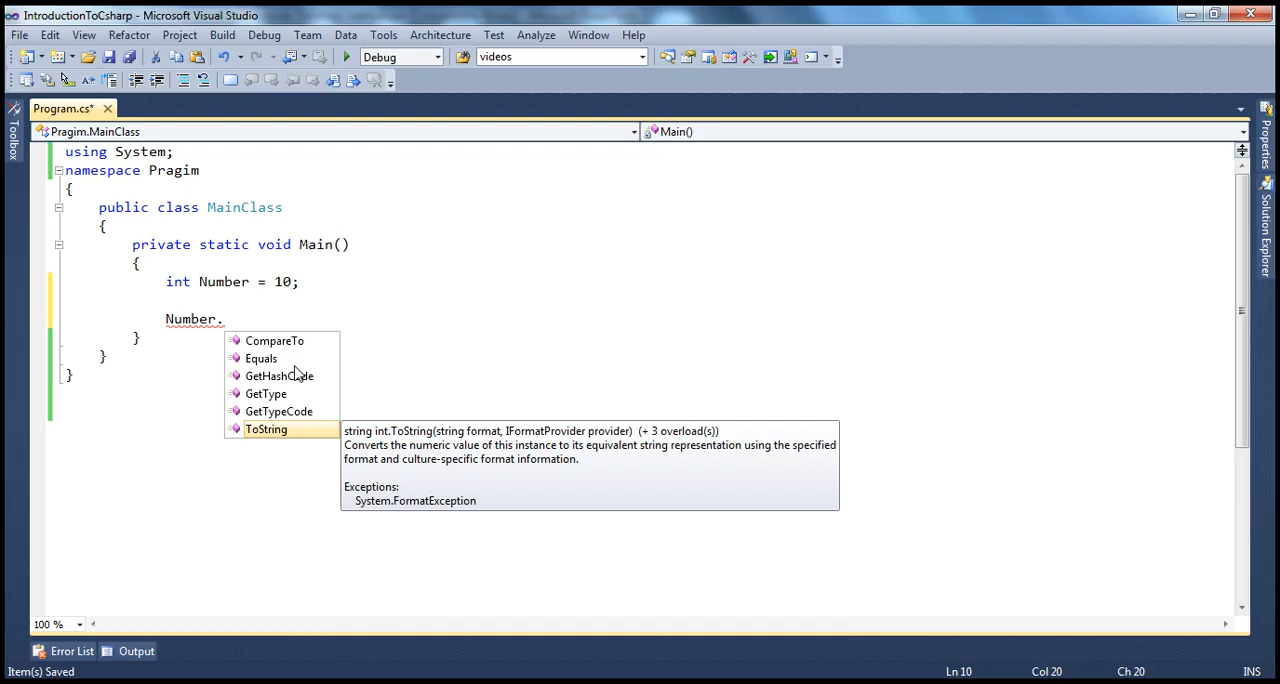 IntroductionToCsharp - Microsoft Visual Studio
File Edit View Refactor Project Build Debug Team Data Tools Architecture Test Analyze Window Help
Debug videos
Program.cs* ×
Pragim.MainClass Main()
Toolbox
Properties
Solution Explorer
using System;
namespace Pragim
{
public class MainClass
{
private static void Main()
{
int Number = 10;
Number.
}
}
}
CompareTo
Equals
GetHashCode
GetType
GetTypeCode
ToString
string int.ToString(string format, IFormatProvider provider) (+ 3 overload(s))
Converts the numeric value of this instance to its equivalent string representation using the specified
format and culture-specific format information.
Exceptions:
System.FormatException
100 %
Error List Output
Item(s) Saved Ln 10 Col 20 Ch 20 INS